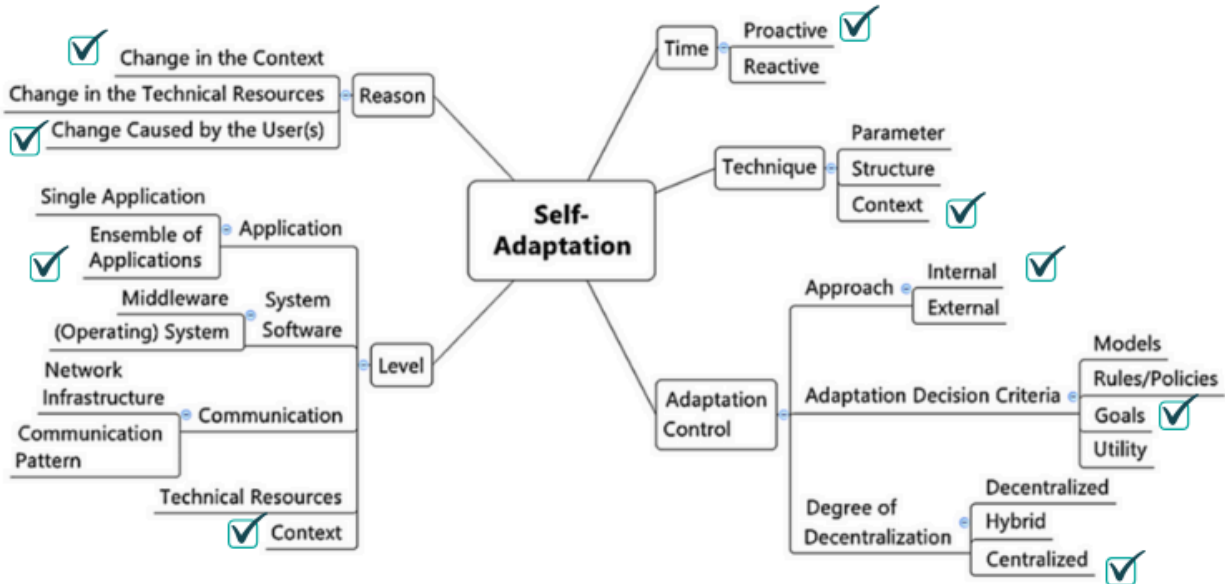 Self-
Adaptation
Reason
Change in the Context
Change in the Technical Resources
Change Caused by the User(s)
Level
Application
Single Application
Ensemble of
Applications
System
Software
Middleware
(Operating) System
Communication
Network
Infrastructure
Communication
Pattern
Technical Resources
Context
Time
Proactive
Reactive
Technique
Parameter
Structure
Context
Adaptation
Control
Approach
Internal
External
Adaptation Decision Criteria
Models
Rules/Policies
Goals
Utility
Degree of
Decentralization
Decentralized
Hybrid
Centralized